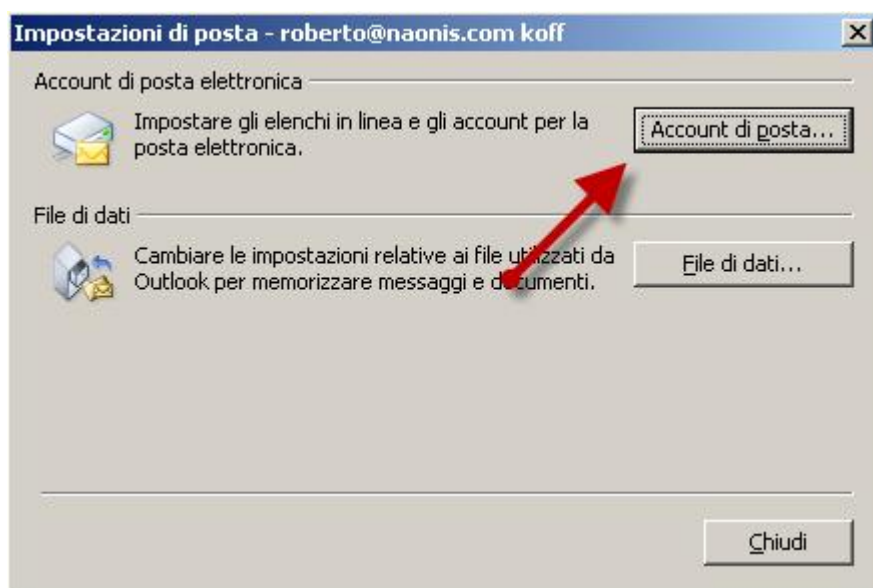 Impostazioni di posta - roberto@naonis.com koff
Account di posta elettronica
Impostare gli elenchi in linea e gli account per la
posta elettronica.
Account di posta...
File di dati
Cambiare le impostazioni relative ai file utilizzati da
Outlook per memorizzare messaggi e documenti.
File di dati...
Chiudi